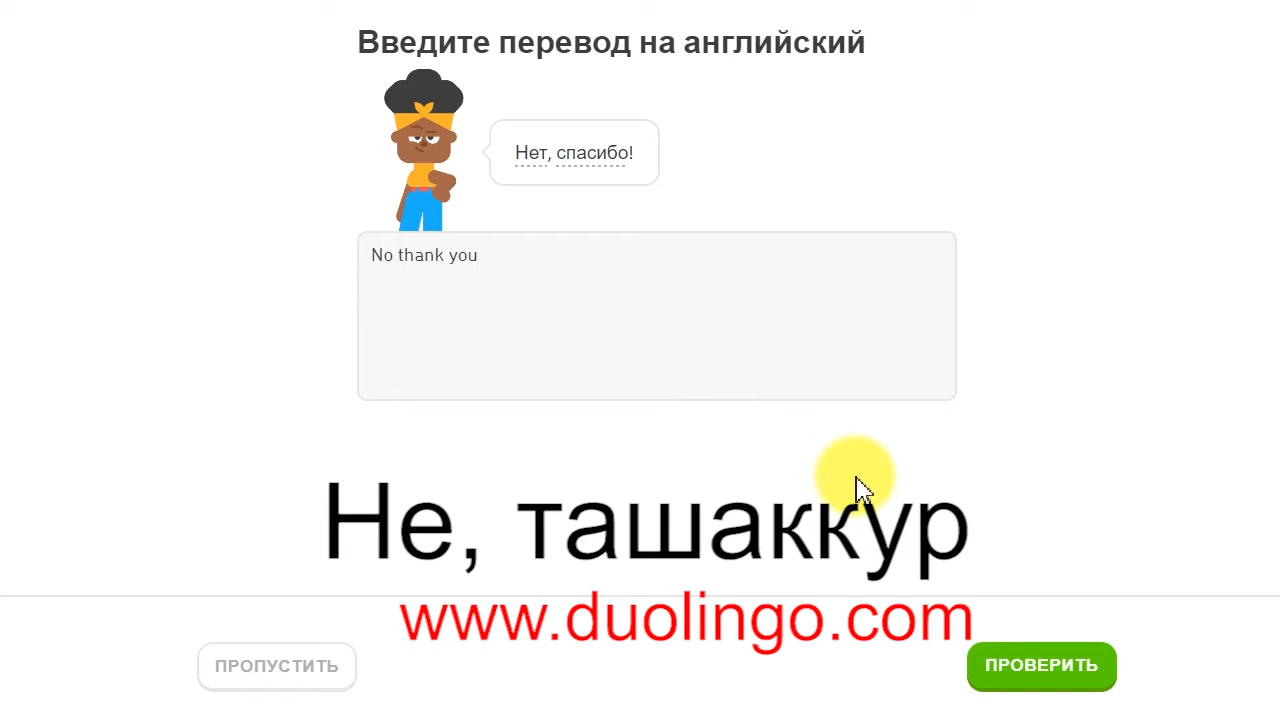 Введите перевод на английский
Нет, спасибо!
No thank you
Не, ташаккур
www.duolingo.com
ПРОПУСТИТЬ
ПРОВЕРИТЬ